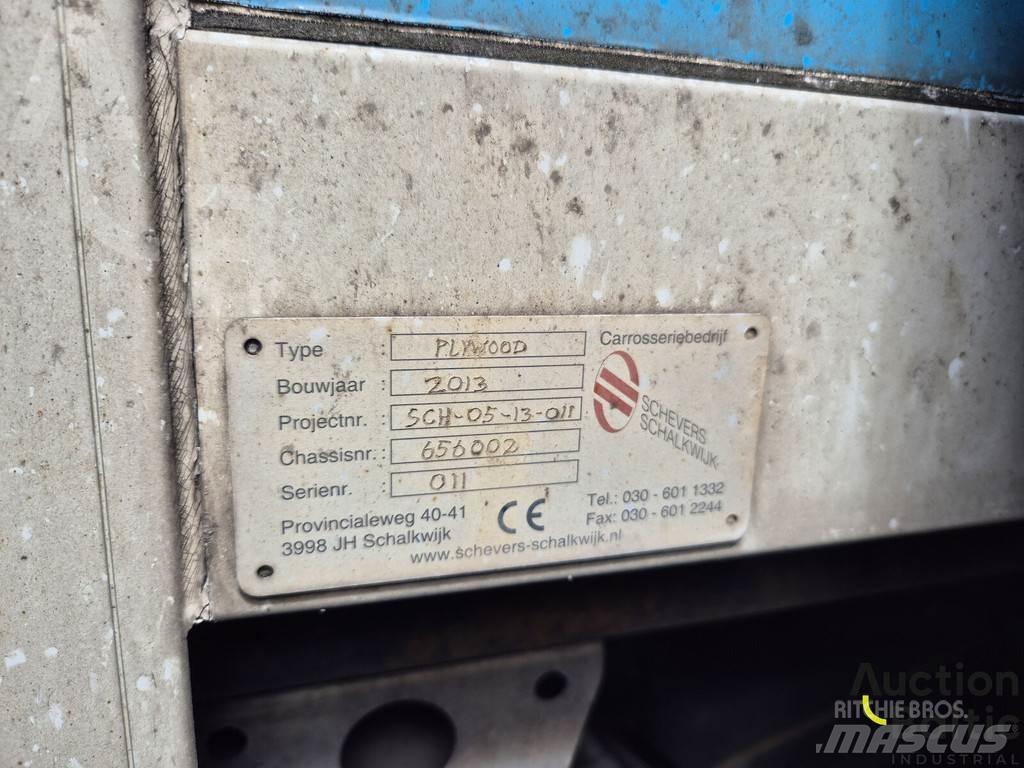 Type : PLYWOOD
Bouwjaar : 2013
Projectnr. : SCH-05-13-011
Chassisnr. : 656002
Serienr. : 011
Provincialeweg 40-41
3998 JH Schalkwijk
CE
www.schevers-schalkwijk.nl
Carrosseriebedrijf
SCHEVERS
SCHALKWIJK
Tel.: 030 - 601 1332
Fax: 030 - 601 2244
Auction
RITCHIE BROS.
MASCUS
INDUSTRIAL